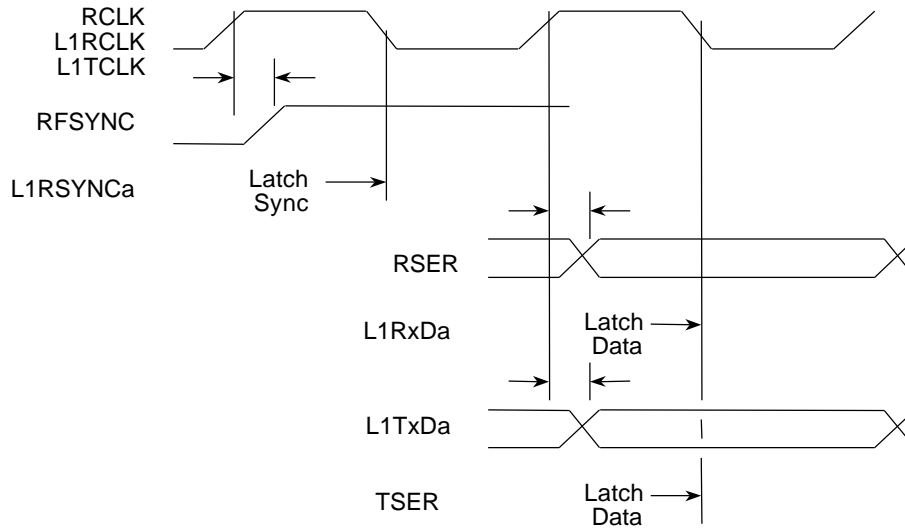 RCLK
L1RCLK
L1TCLK
RFSYNC
L1RSYNCa
Latch
Sync
RSER
L1RxDa
Latch
Data
L1TxDa
TSER
Latch
Data